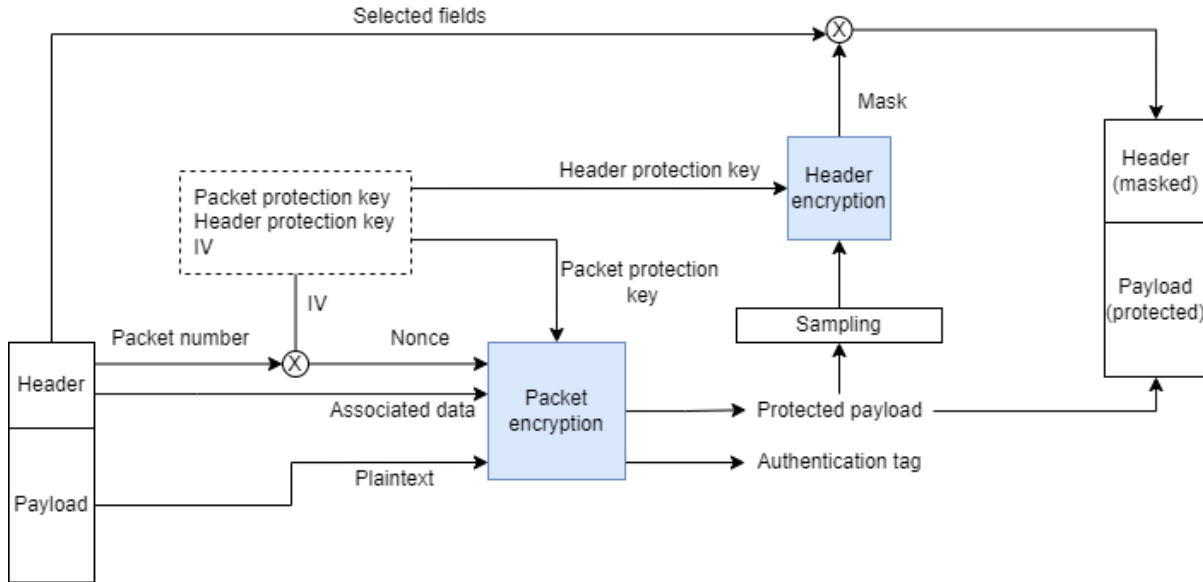 Selected fields
X
Mask
Header protection key
Header
encryption
Header
(masked)
Packet protection key
Header protection key
IV
Packet protection
key
IV
Payload
(protected)
Sampling
Packet number
X
Nonce
Header
Associated data
Packet
encryption
Protected payload
Plaintext
Authentication tag
Payload